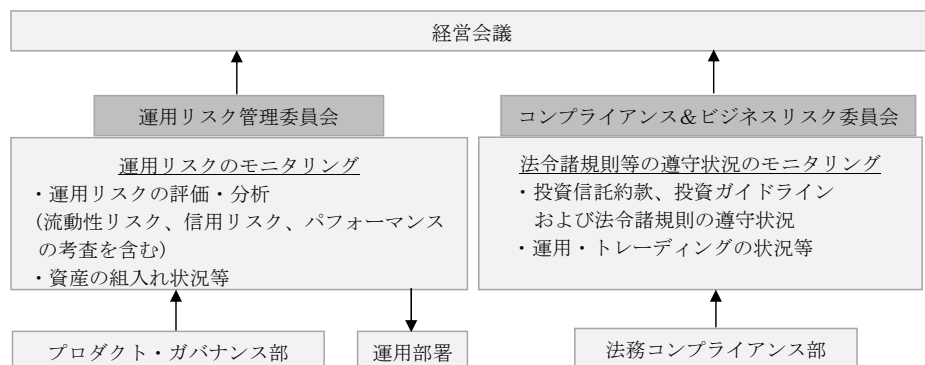 経営会議
運用リスク管理委員会
運用リスクのモニタリング
・運用リスクの評価・分析
(流動性リスク、信用リスク、パフォーマンス
の考査を含む)
・資産の組入れ状況等
コンプライアンス＆ビジネスリスク委員会
法令諸規則等の遵守状況のモニタリング
・投資信託約款、投資ガイドライン
および法令諸規則の遵守状況
・運用・トレーディングの状況等
プロダクト・ガバナンス部
運用部署
法務コンプライアンス部